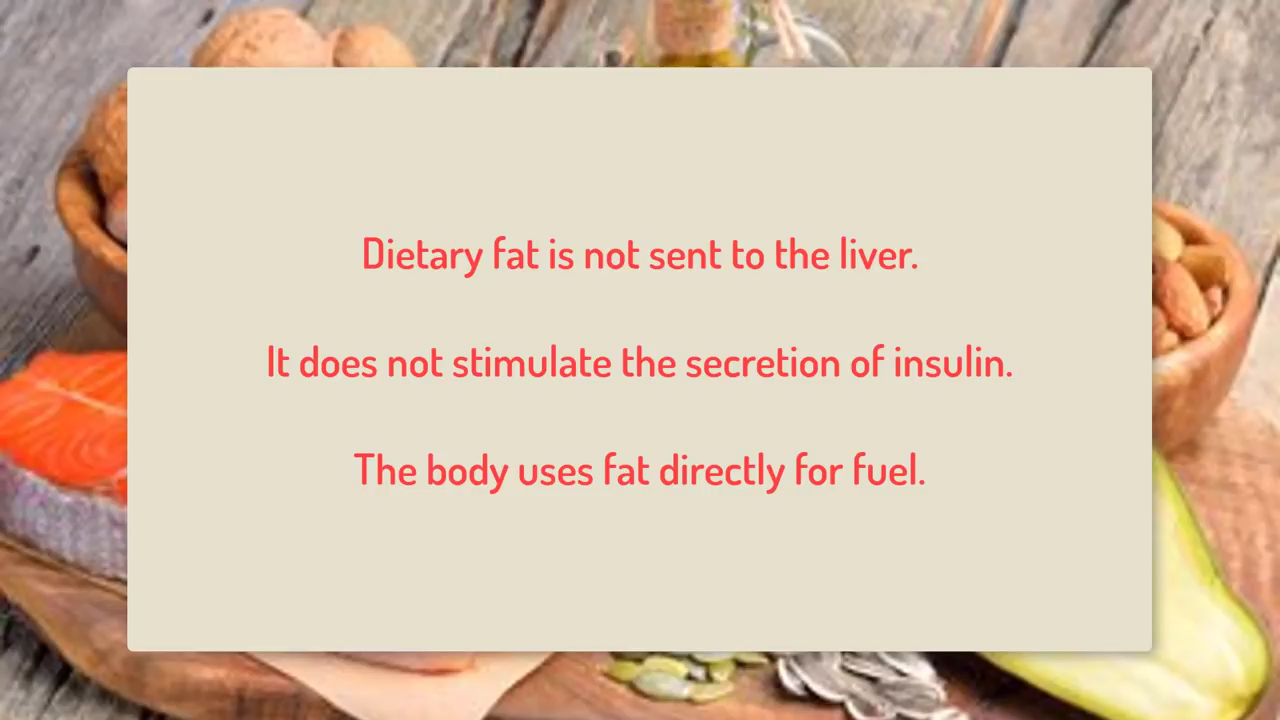 Dietary fat is not sent to the liver.
It does not stimulate the secretion of insulin.
The body uses fat directly for fuel.